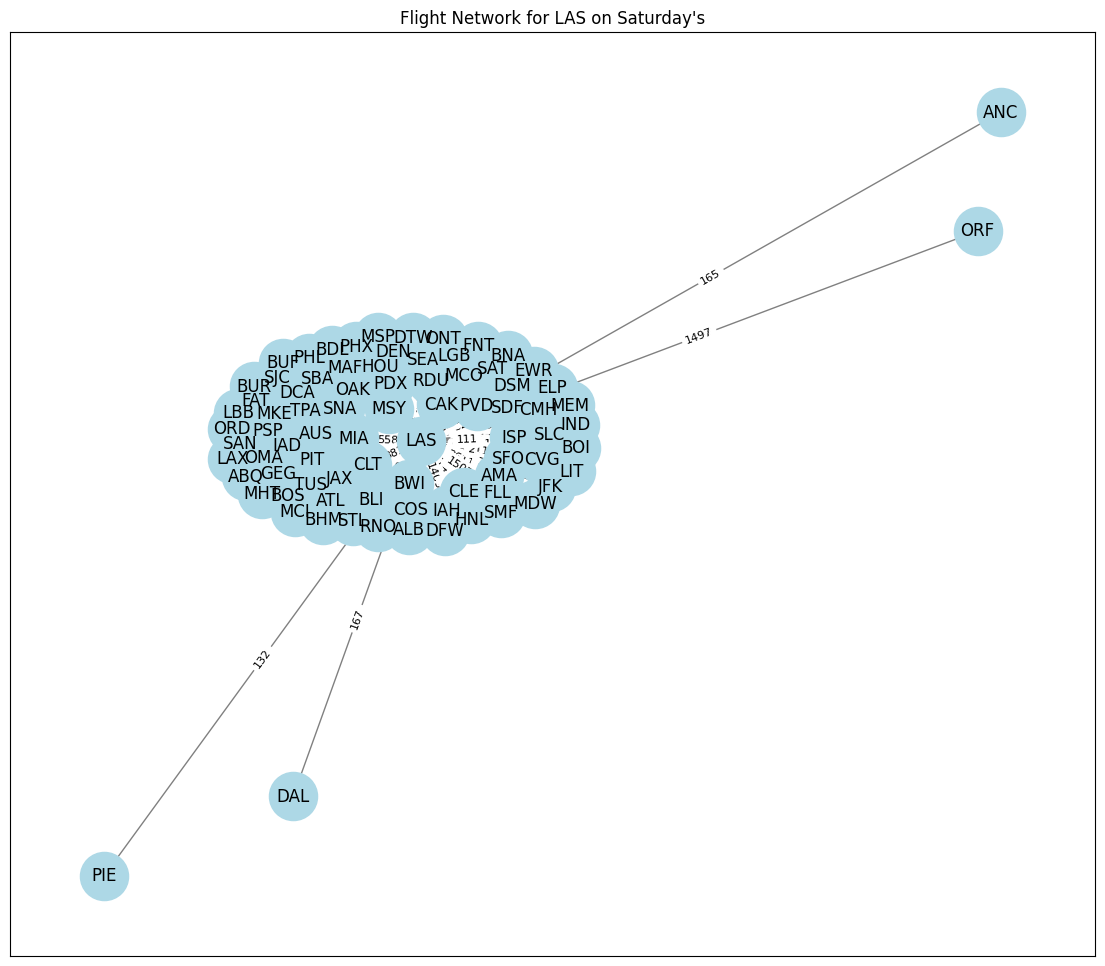 Flight Network for LAS on Saturday's
ANC
ORF
165
1497
MSP
DTW
ONT
FNT
BDL
PHX
DEN
SEA
LGB
BNA
BUF
PHL
MAF
HOU
SAT
EWR
SJC
SBA
PDX
RDU
MCO
DSM
ELP
BUR
FAT
DCA
OAK
LBB
MKE
TPA
SNA
MSY
CAK
PVD
SDF
CMH
MEM
ORD
PSP
AUS
MIA
558
LAS
111
ISP
SLC
IND
SAN
IAD
BOI
LAX
OMA
PIT
CLT
SFO
CVG
ABQ
GEG
TUS
JAX
BWI
AMA
LIT
MHT
BOS
ATL
BLI
CLE
FLL
JFK
MCI
BHM
STL
RNO
COS
IAH
HNL
SMF
MDW
ALB
DFW
167
132
DAL
PIE